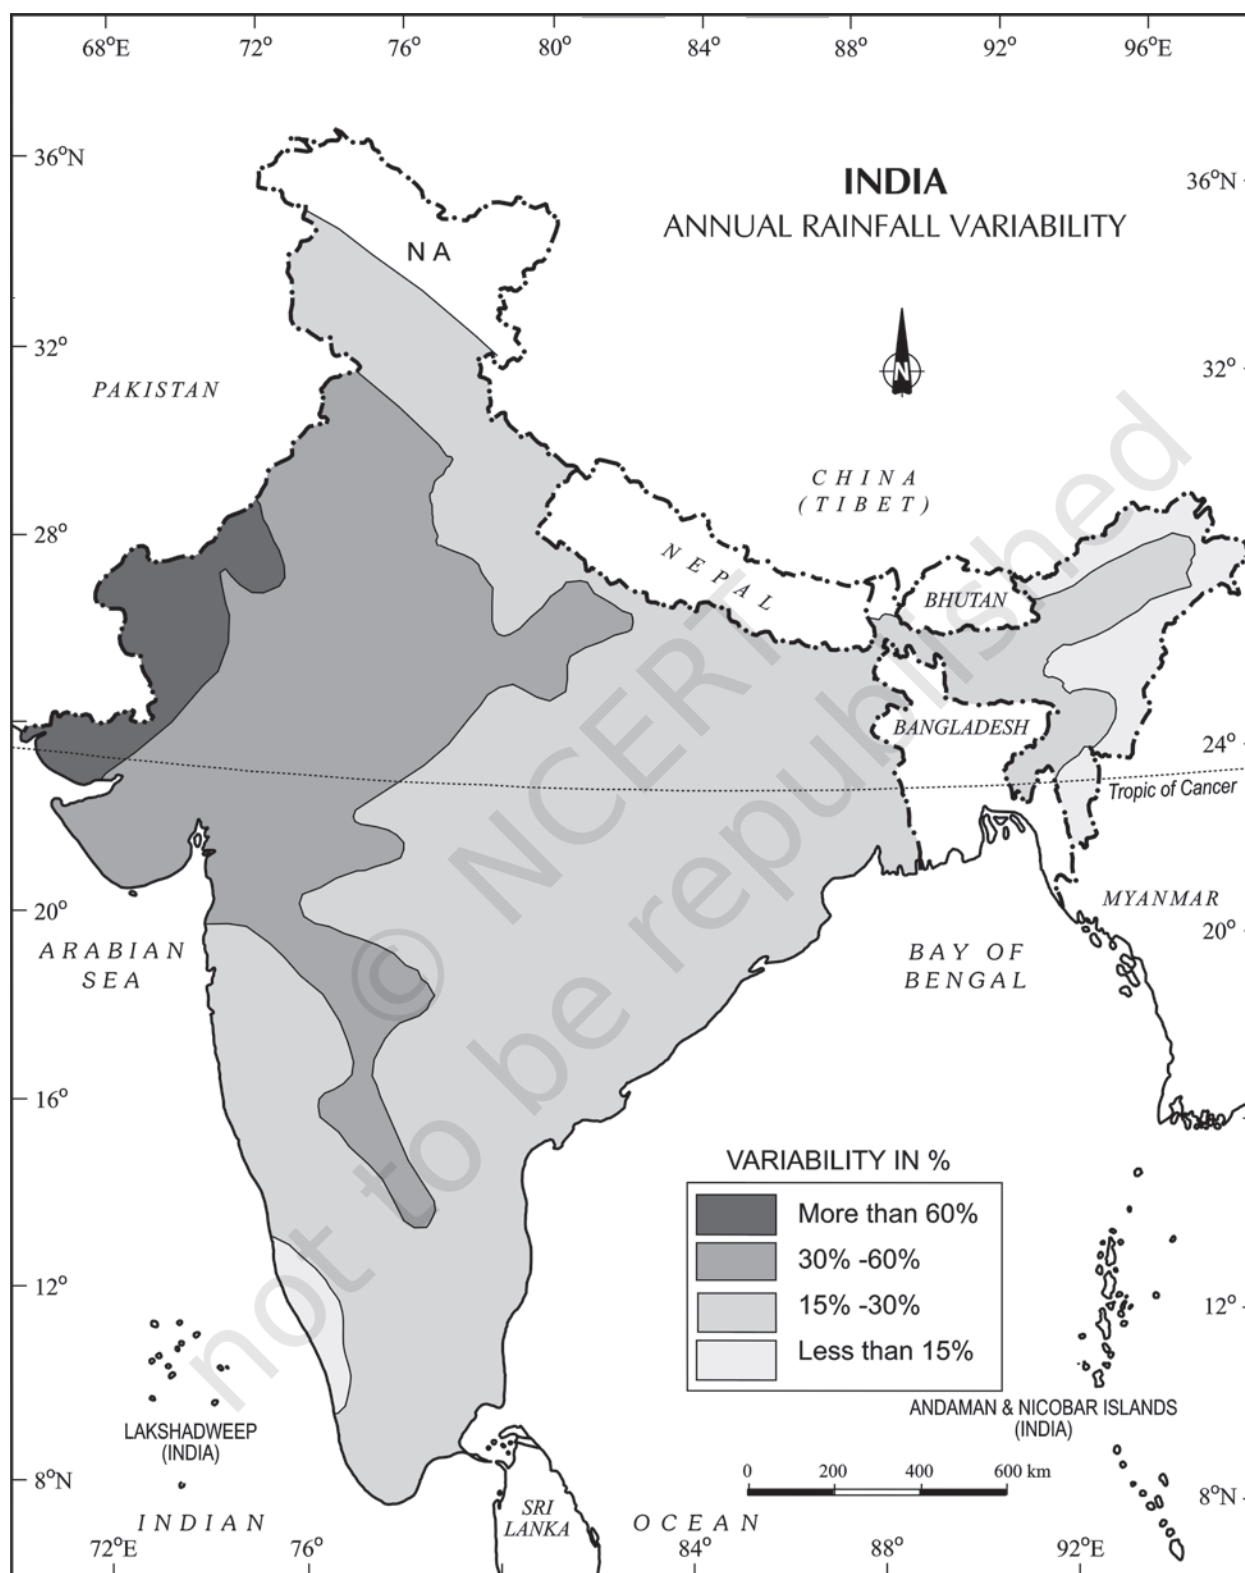 68°E 72° 76° 80° 84° 88° 92° 96°E
36°N
INDIA
36°N
ANNUAL RAINFALL VARIABILITY
NA
N
32°
32°
PAKISTAN
CHINA
(TIBET)
28°
NEPAL
BHUTAN
BANGLADESH
24°
Tropic of Cancer
20°
MYANMAR
20°
ARABIAN
SEA
BAY OF
BENGAL
© NCERT
not to be republished
16°
VARIABILITY IN %
More than 60%
30% -60%
15% -30%
Less than 15%
12°
12°
LAKSHADWEEP
(INDIA)
ANDAMAN & NICOBAR ISLANDS
(INDIA)
8°N
0 200 400 600 km
8°N
SRI
LANKA
INDIAN OCEAN
72°E 76° 84° 88° 92°E